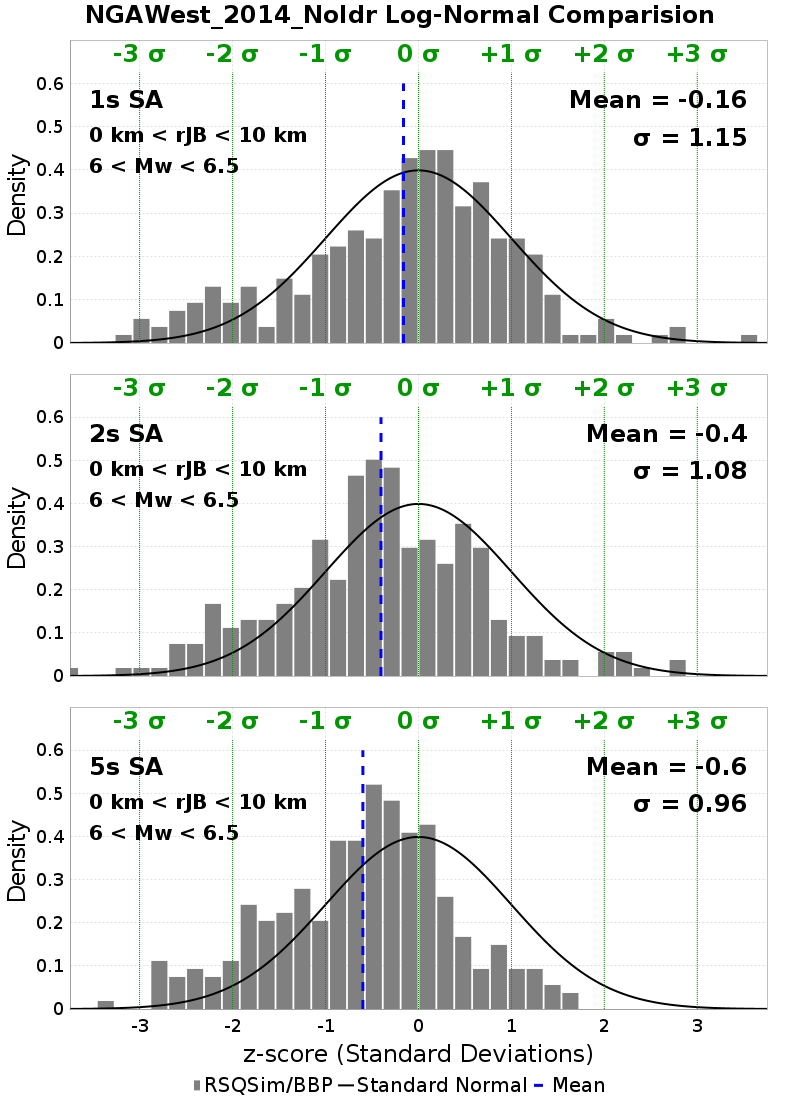 NGAWest_2014_NoIdr Log-Normal Comparision
-3 σ -2 σ -1 σ 0 σ +1 σ +2 σ +3 σ
1s SA
0 km < rJB < 10 km
6 < Mw < 6.5
Mean = -0.16
σ = 1.15
0.6
0.5
0.4
0.3
0.2
0.1
0
Density
-3 σ -2 σ -1 σ 0 σ +1 σ +2 σ +3 σ
2s SA
0 km < rJB < 10 km
6 < Mw < 6.5
Mean = -0.4
σ = 1.08
0.6
0.5
0.4
0.3
0.2
0.1
0
Density
-3 σ -2 σ -1 σ 0 σ +1 σ +2 σ +3 σ
5s SA
0 km < rJB < 10 km
6 < Mw < 6.5
Mean = -0.6
σ = 0.96
0.6
0.5
0.4
0.3
0.2
0.1
0
Density
-3 -2 -1 0 1 2 3
z-score (Standard Deviations)
RSQSim/BBP Standard Normal Mean